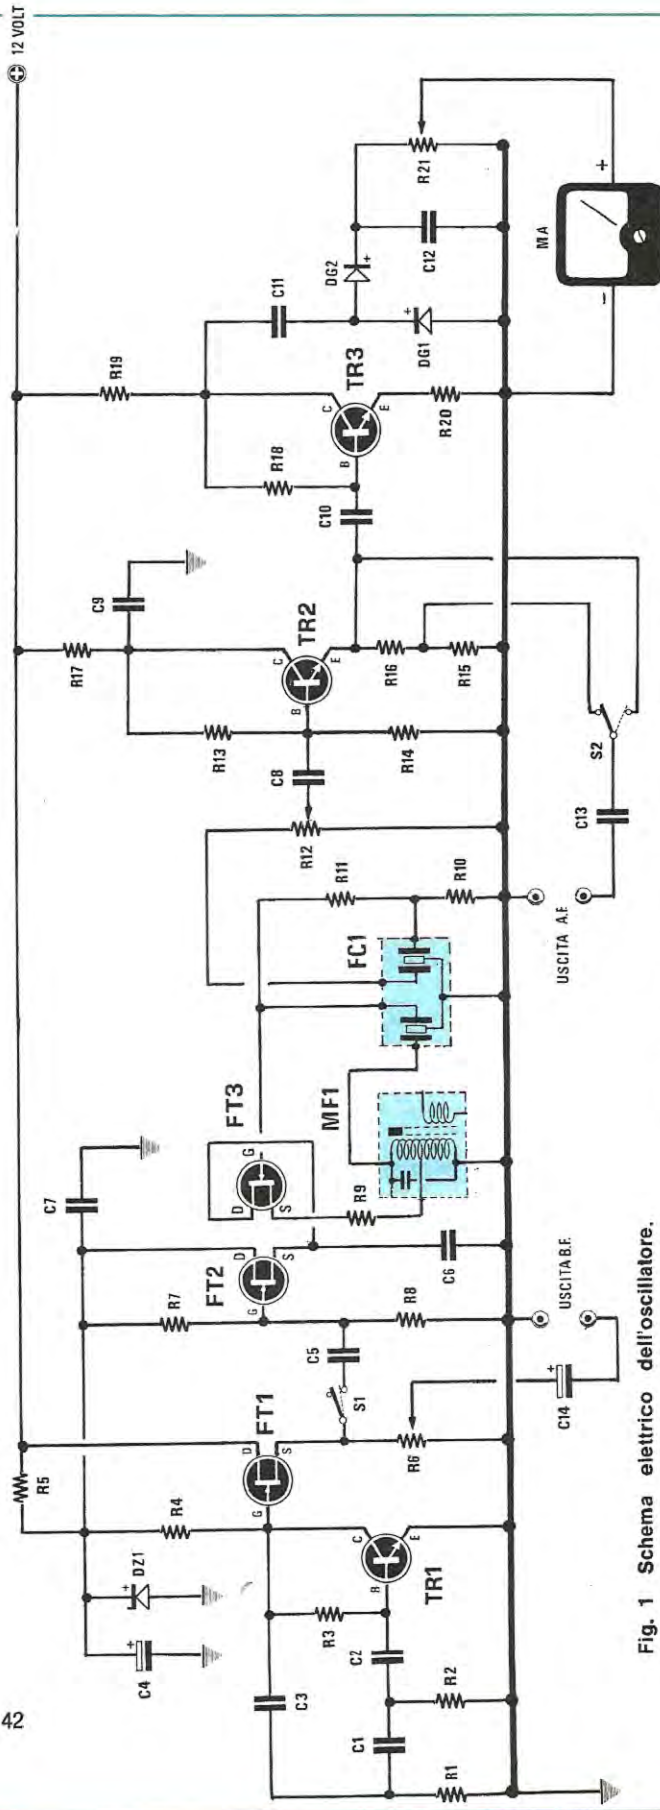 42
12 VOLT
C4
DZ1
R5
R4
C3
R3
C1
C2
R1
R2
TR1
B
C
E
FT1
G
D
S
S1
R6
C14
+
USCITA B.F.
C5
R7
R8
FT2
G
D
S
C7
C6
FT3
D
G
S
R9
MF1
FC1
R11
R10
R12
C8
R13
R14
R17
C9
TR2
B
C
E
R16
R15
S2
C13
USCITA A.F.
C10
R18
R19
TR3
B
C
E
R20
C11
DG1
DG2
C12
R21
MA
+
-
Fig. 1 Schema elettrico dell'oscillatore.